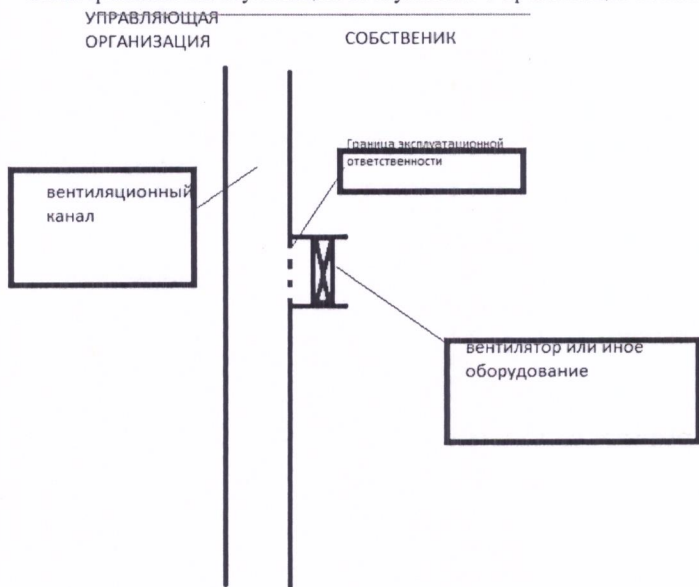 УПРАВЛЯЮЩАЯ
ОРГАНИЗАЦИЯ
СОБСТВЕНИК
Граница эксплуатационной
ответственности
вентиляционный
канал
вентилятор или иное
оборудование